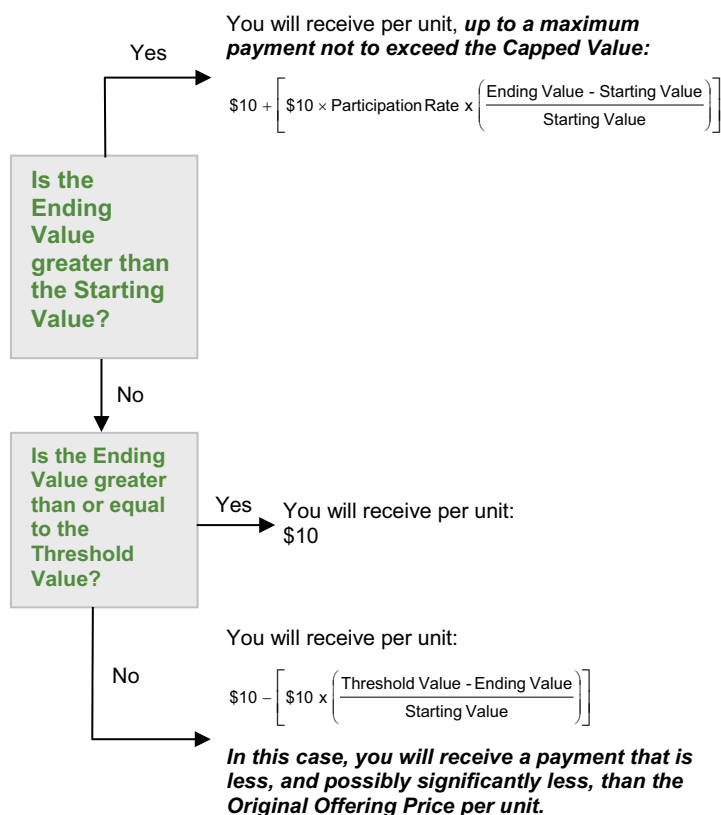 You will receive per unit, up to a maximum
payment not to exceed the Capped Value:
Yes
$10 + [ $10 × Participation Rate x ( Ending Value - Starting Value / Starting Value ) ]
Is the
Ending
Value
greater than
the Starting
Value?
No
Is the Ending
Value greater
than or equal
to the
Threshold
Value?
Yes
You will receive per unit:
$10
You will receive per unit:
No
$10 – [ $10 x ( Threshold Value - Ending Value / Starting Value ) ]
In this case, you will receive a payment that is
less, and possibly significantly less, than the
Original Offering Price per unit.